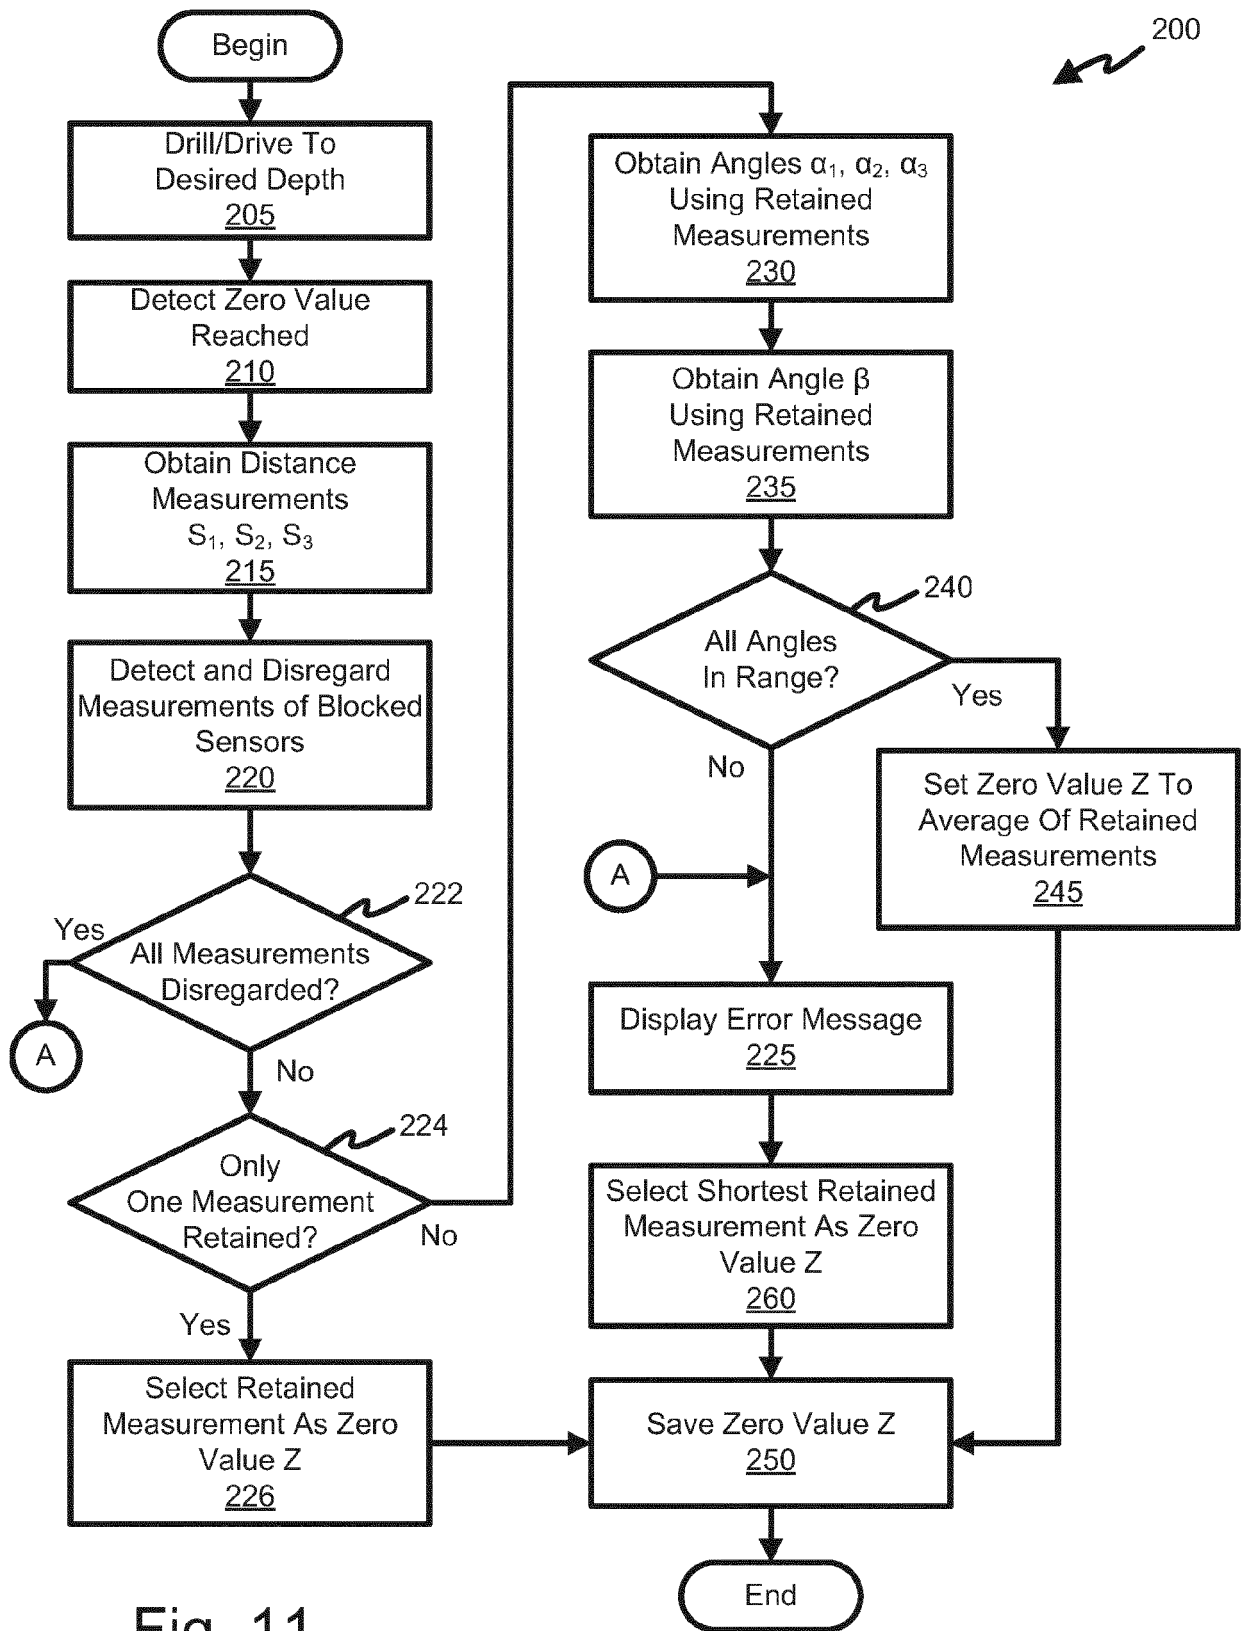 200
Begin
Drill/Drive To
Desired Depth
205
Detect Zero Value
Reached
210
Obtain Distance
Measurements
S₁, S₂, S₃
215
Detect and Disregard
Measurements of Blocked
Sensors
220
222
Yes
All Measurements
Disregarded?
A
No
224
Only
One Measurement
Retained?
No
Yes
Select Retained
Measurement As Zero
Value Z
226
Obtain Angles α₁, α₂, α₃
Using Retained
Measurements
230
Obtain Angle β
Using Retained
Measurements
235
240
All Angles
In Range?
Yes
No
Set Zero Value Z To
Average Of Retained
Measurements
245
A
Display Error Message
225
Select Shortest Retained
Measurement As Zero
Value Z
260
Save Zero Value Z
250
End
Fig. 11